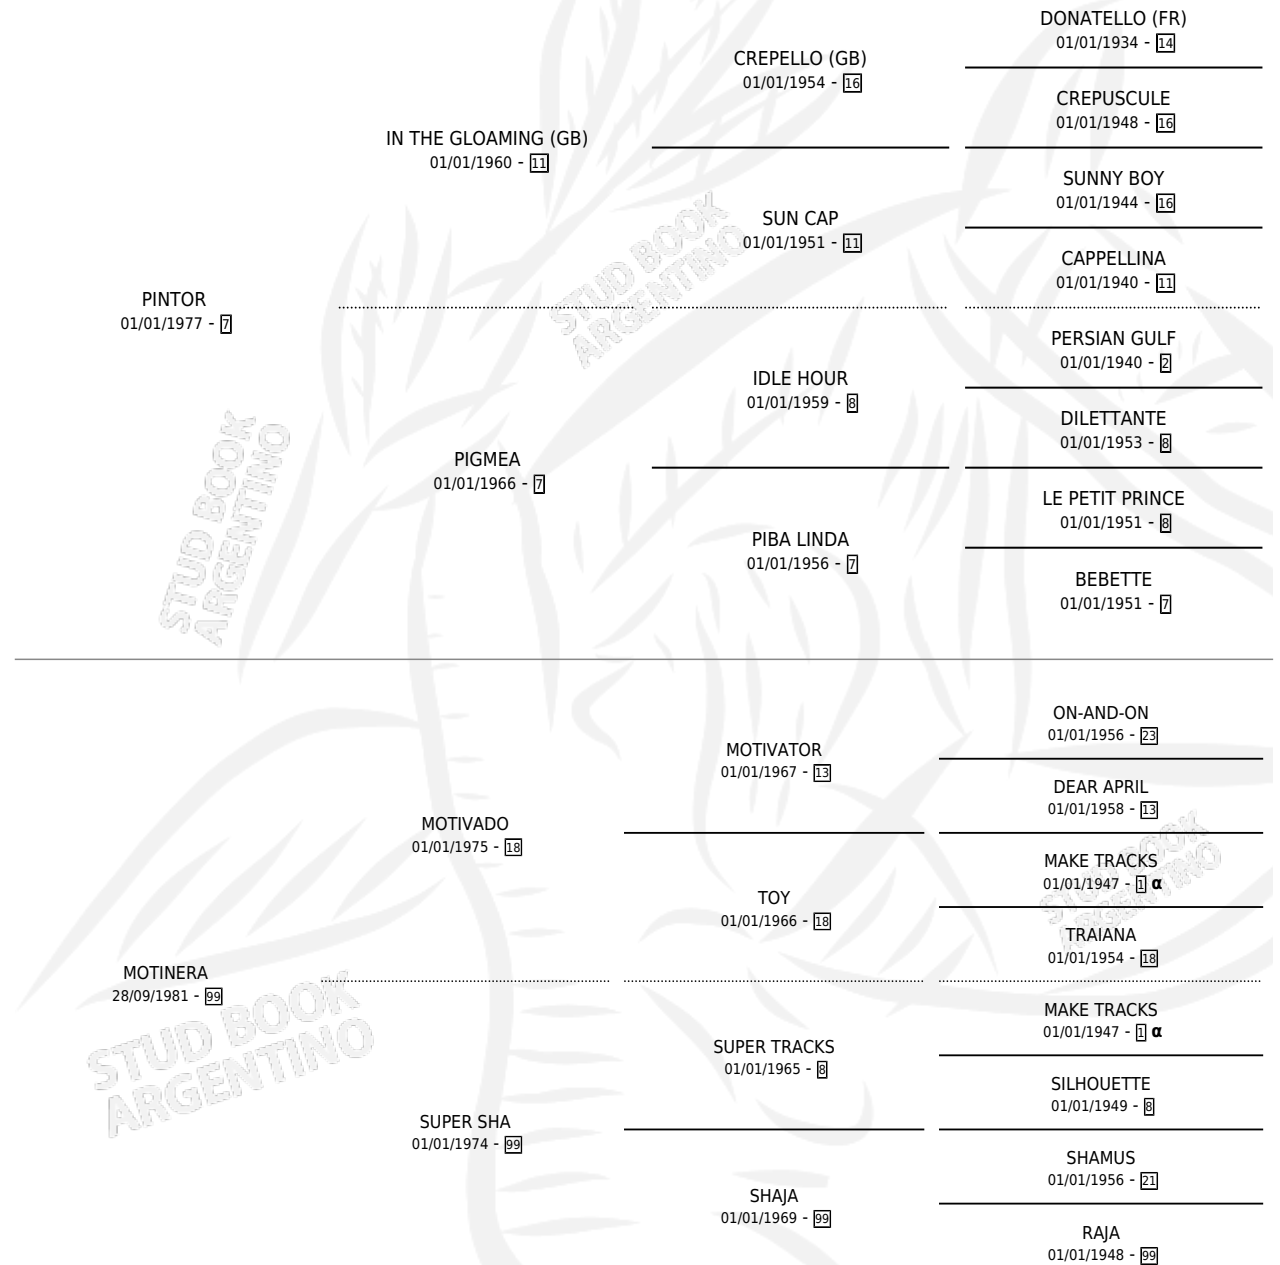 DONATELLO (FR)
01/01/1934 - 14
CREPELLO (GB)
01/01/1954 - 16
CREPUSCULE
01/01/1948 - 16
IN THE GLOAMING (GB)
01/01/1960 - 11
SUNNY BOY
01/01/1944 - 16
SUN CAP
01/01/1951 - 11
CAPPELLINA
01/01/1940 - 11
PINTOR
01/01/1977 - 7
PERSIAN GULF
01/01/1940 - 2
IDLE HOUR
01/01/1959 - 8
DILETTANTE
01/01/1953 - 8
PIGMEA
01/01/1966 - 7
LE PETIT PRINCE
01/01/1951 - 8
PIBA LINDA
01/01/1956 - 7
BEBETTE
01/01/1951 - 7
ON-AND-ON
01/01/1956 - 23
MOTIVATOR
01/01/1967 - 13
DEAR APRIL
01/01/1958 - 13
MOTIVADO
01/01/1975 - 18
MAKE TRACKS
01/01/1947 - 1 α
TOY
01/01/1966 - 18
TRAIANA
01/01/1954 - 18
MOTINERA
28/09/1981 - 99
MAKE TRACKS
01/01/1947 - 1 α
SUPER TRACKS
01/01/1965 - 8
SILHOUETTE
01/01/1949 - 8
SUPER SHA
01/01/1974 - 99
SHAMUS
01/01/1956 - 21
SHAJA
01/01/1969 - 99
RAJA
01/01/1948 - 99
STUD BOOK
ARGENTINO
STUD BOOK
ARGENTINO
STUD BOOK
ARGENTINO
STUD BOOK
ARGENTINO